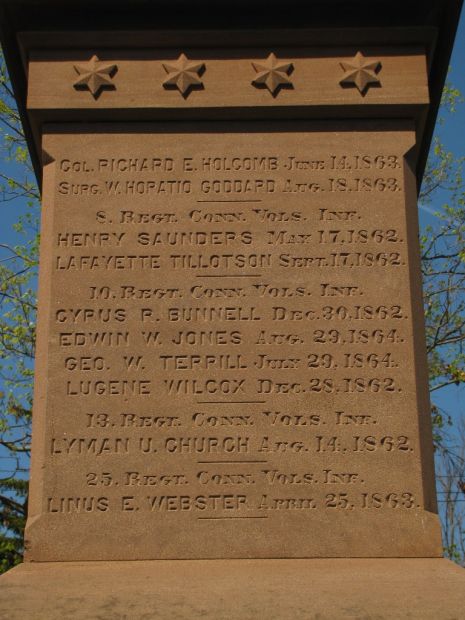 COL. RICHARD E. HOLCOMB JUNE 14. 1863.
SURG. W. HORATIO GODDARD AUG. 18. 1863.
8. REGT. CONN. VOLS. INF.
HENRY SAUNDERS MAY 17, 1862.
LAFAYETTE TILLOTSON SEPT. 17, 1862.
10. REGT. CONN. VOLS. INF.
CYRUS R. BUNNELL DEC. 30, 1862.
EDWIN W. JONES AUG. 29, 1864.
GEO. W. TERRILL JULY 29, 1864.
LUGENE WILCOX DEC. 28, 1862.
13. REGT. CONN. VOLS. INF.
LYMAN U. CHURCH AUG. 14, 1862.
25. REGT. CONN. VOLS. INF.
LINUS E. WEBSTER APRIL 25, 1863.